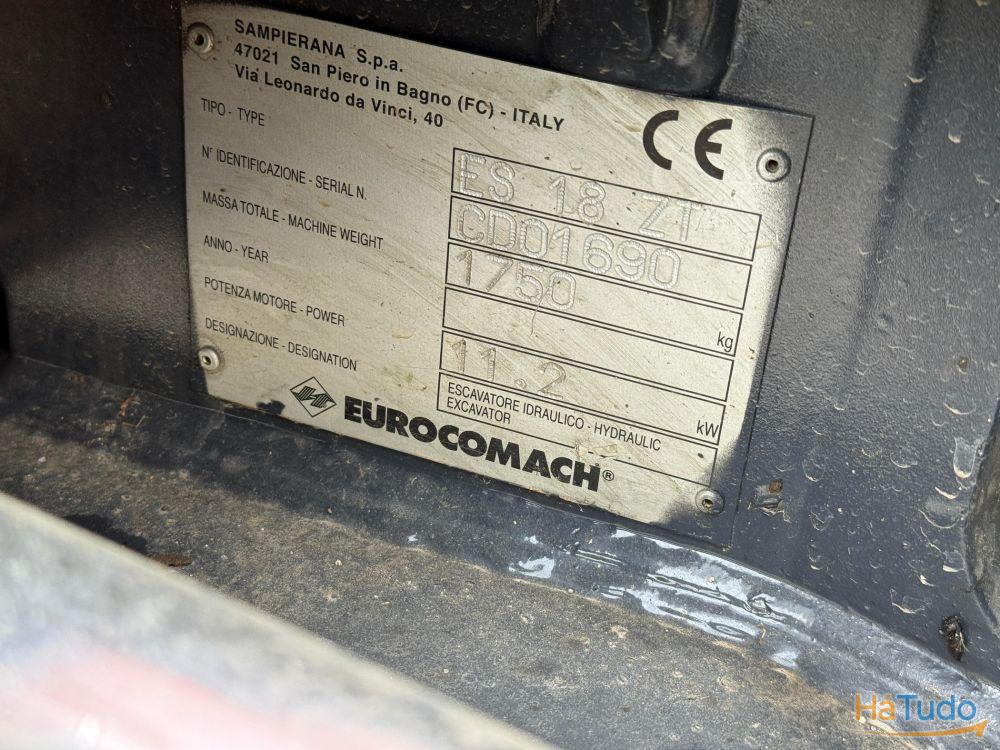 SAMPIERANA S.p.a.
47021 San Piero in Bagno (FC) - ITALY
Via Leonardo da Vinci, 40
CE
TIPO - TYPE
ES 18 ZT
N° IDENTIFICAZIONE - SERIAL N.
CD01690
MASSA TOTALE - MACHINE WEIGHT
1750 kg
ANNO - YEAR
POTENZA MOTORE - POWER
11.2 kW
DESIGNAZIONE - DESIGNATION
ESCAVATORE IDRAULICO - HYDRAULIC
EXCAVATOR
EUROCOMACH®
HáTudo